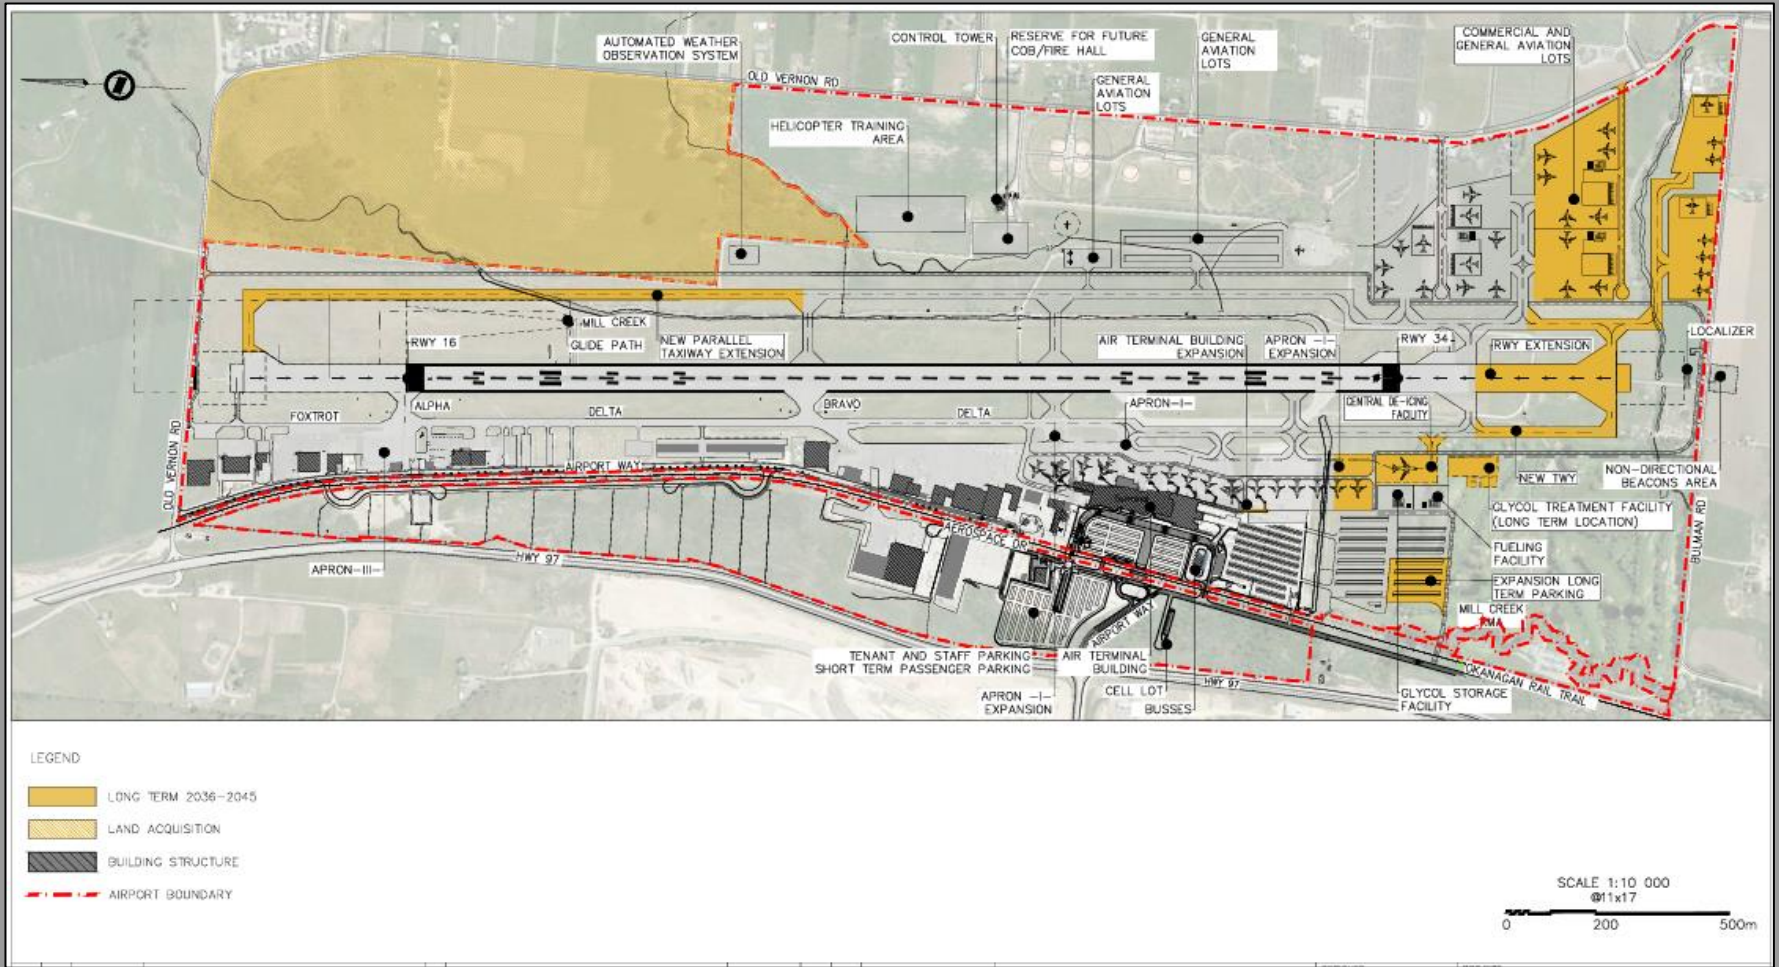 AUTOMATED WEATHER
OBSERVATION SYSTEM
CONTROL TOWER
RESERVE FOR FUTURE
COB/FIRE HALL
GENERAL
AVIATION
LOTS
COMMERCIAL AND
GENERAL AVIATION
LOTS
OLD VERNON RD
GENERAL
AVIATION
LOTS
HELICOPTER TRAINING
AREA
MILL CREEK
GLIDE PATH
RWY 16
NEW PARALLEL
TAXIWAY EXTENSION
AIR TERMINAL BUILDING
EXPANSION
APRON -I-
EXPANSION
RWY 34
RWY EXTENSION
LOCALIZER
FOXTROT
ALPHA
DELTA
BRAVO
DELTA
APRON-I-
CENTRAL DE-ICING
FACILITY
OLD VERNON RD
AIRPORT WAY
NEW TWY
NON-DIRECTIONAL
BEACONS AREA
GLYCOL TREATMENT FACILITY
(LONG TERM LOCATION)
BULMAN RD
AEROSPACE DR
HWY 97
APRON-III
FUELING
FACILITY
EXPANSION LONG
TERM PARKING
MILL CREEK
RMA
AIRPORT WAY
TENANT AND STAFF PARKING
SHORT TERM PASSENGER PARKING
AIR TERMINAL
BUILDING
OKANAGAN RAIL TRAIL
HWY 97
APRON -I-
EXPANSION
CELL LOT
BUSSES
GLYCOL STORAGE
FACILITY
LEGEND
LONG TERM 2036-2045
LAND ACQUISITION
BUILDING STRUCTURE
AIRPORT BOUNDARY
SCALE 1:10 000
@11x17
0 200 500m